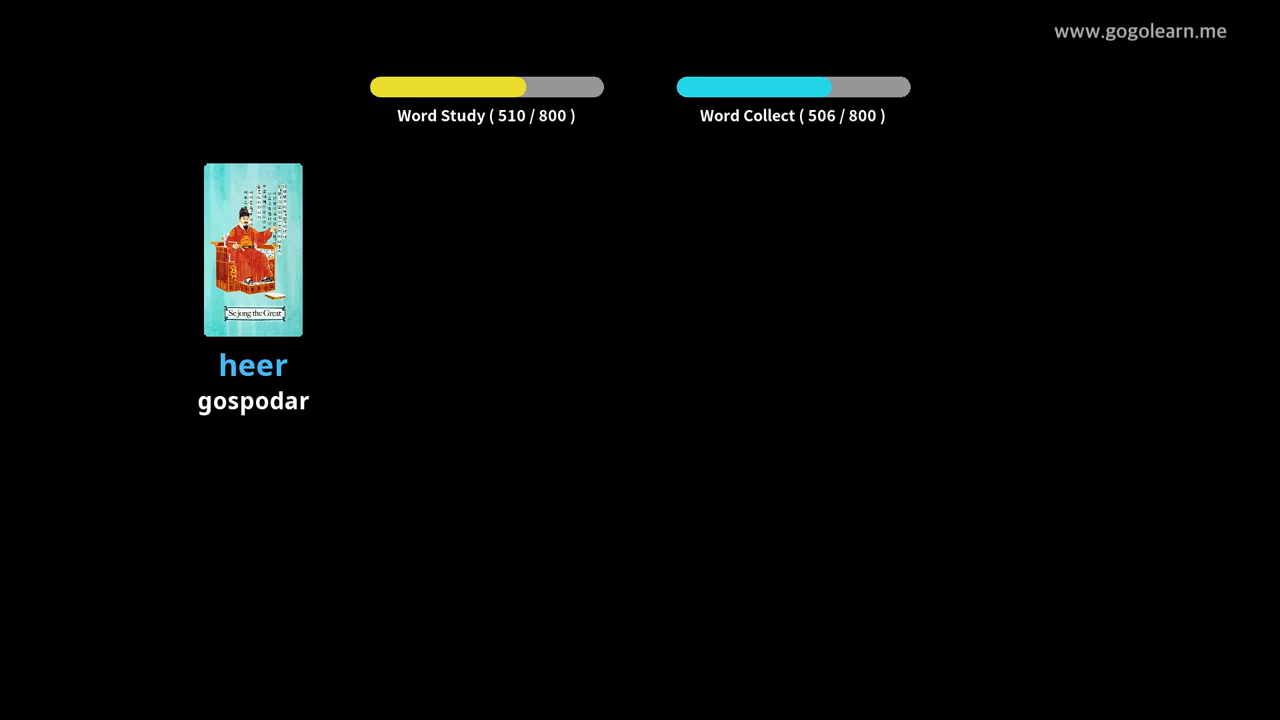 www.gogolearn.me
Word Study ( 510 / 800 )
Word Collect ( 506 / 800 )
Se jong the Great
heer
gospodar